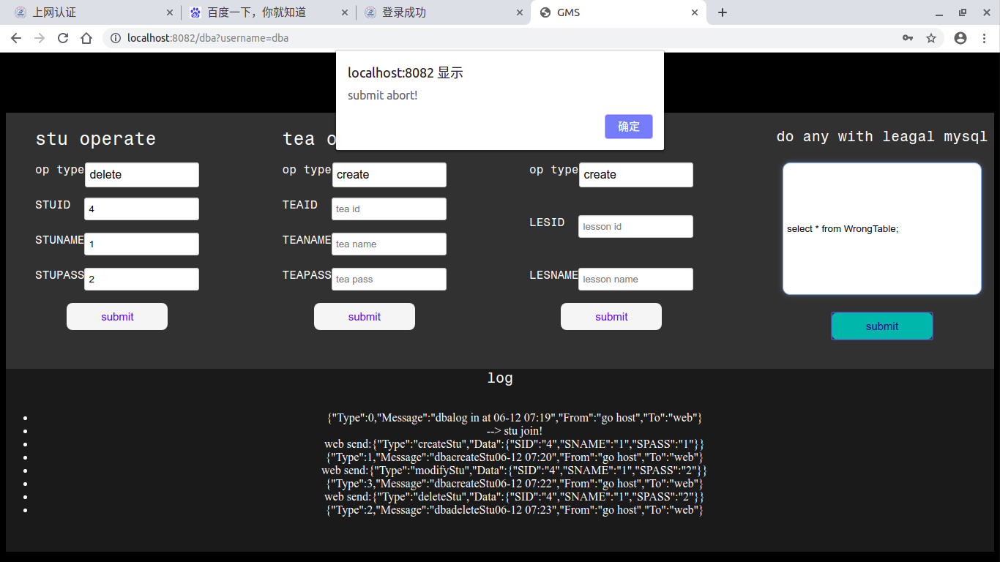 上网认证
百度一下，你就知道
登录成功
GMS
localhost:8082/dba?username=dba
localhost:8082 显示
submit abort!
确定
stu operate
tea o
do any with leagal mysql
op type delete
STUID 4
STUNAME 1
STUPASS 2
submit
op type create
TEAID tea id
TEANAME tea name
TEAPASS tea pass
submit
op type create
LESID lesson id
LESNAME lesson name
submit
select * from WrongTable;
submit
log
{"Type":0,"Message":"dbalog in at 06-12 07:19","From":"go host","To":"web"}
--> stu join!
web send:{"Type":"createStu","Data":{"SID":"4","SNAME":"1","SPASS":"1"}}
{"Type":1,"Message":"dbacreateStu06-12 07:20","From":"go host","To":"web"}
web send:{"Type":"modifyStu","Data":{"SID":"4","SNAME":"1","SPASS":"2"}}
{"Type":3,"Message":"dbacreateStu06-12 07:22","From":"go host","To":"web"}
web send:{"Type":"deleteStu","Data":{"SID":"4","SNAME":"1","SPASS":"2"}}
{"Type":2,"Message":"dbadeleteStu06-12 07:23","From":"go host","To":"web"}